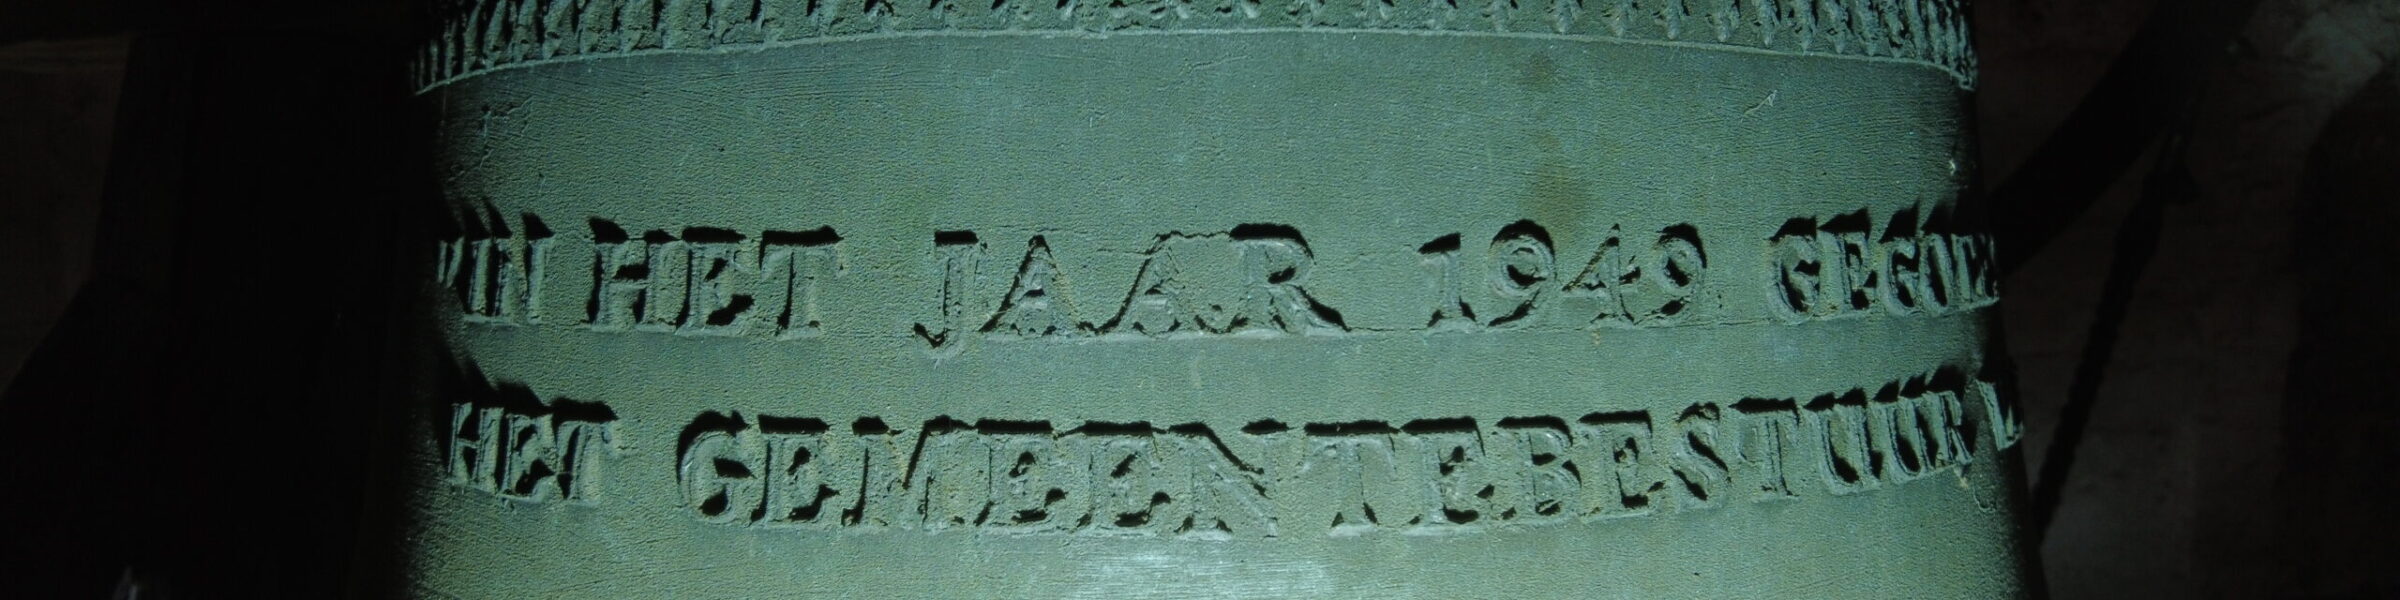 IN HET JAAR 1949
HET GEMEENTEBESTUUR